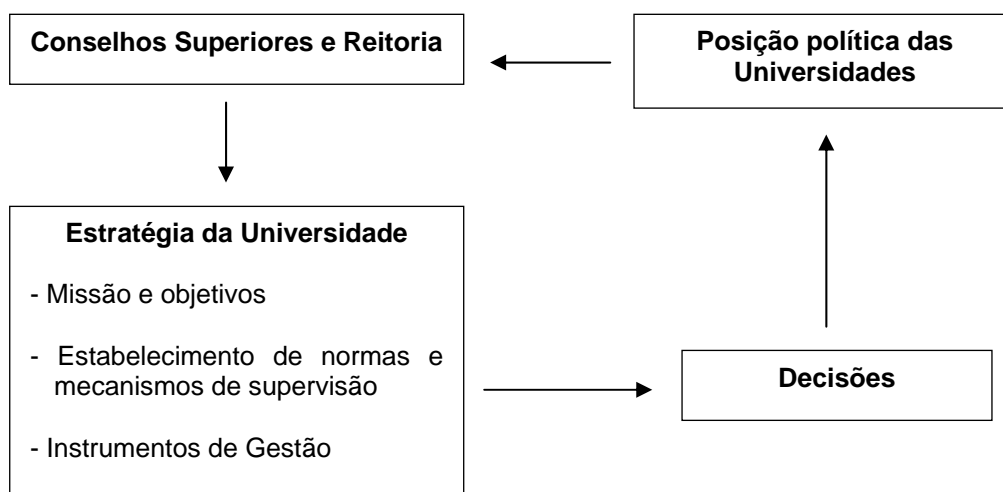 Conselhos Superiores e Reitoria
Posição política das
Universidades
Estratégia da Universidade
- Missão e objetivos
- Estabelecimento de normas e
mecanismos de supervisão
- Instrumentos de Gestão
Decisões